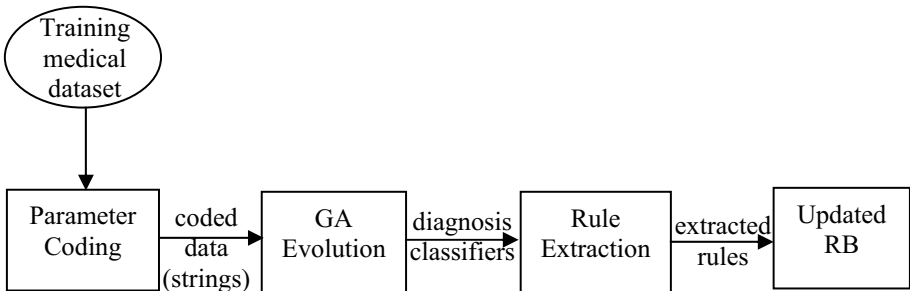 Training
medical
dataset
Parameter
Coding
coded
data
(strings)
GA
Evolution
diagnosis
classifiers
Rule
Extraction
extracted
rules
Updated
RB